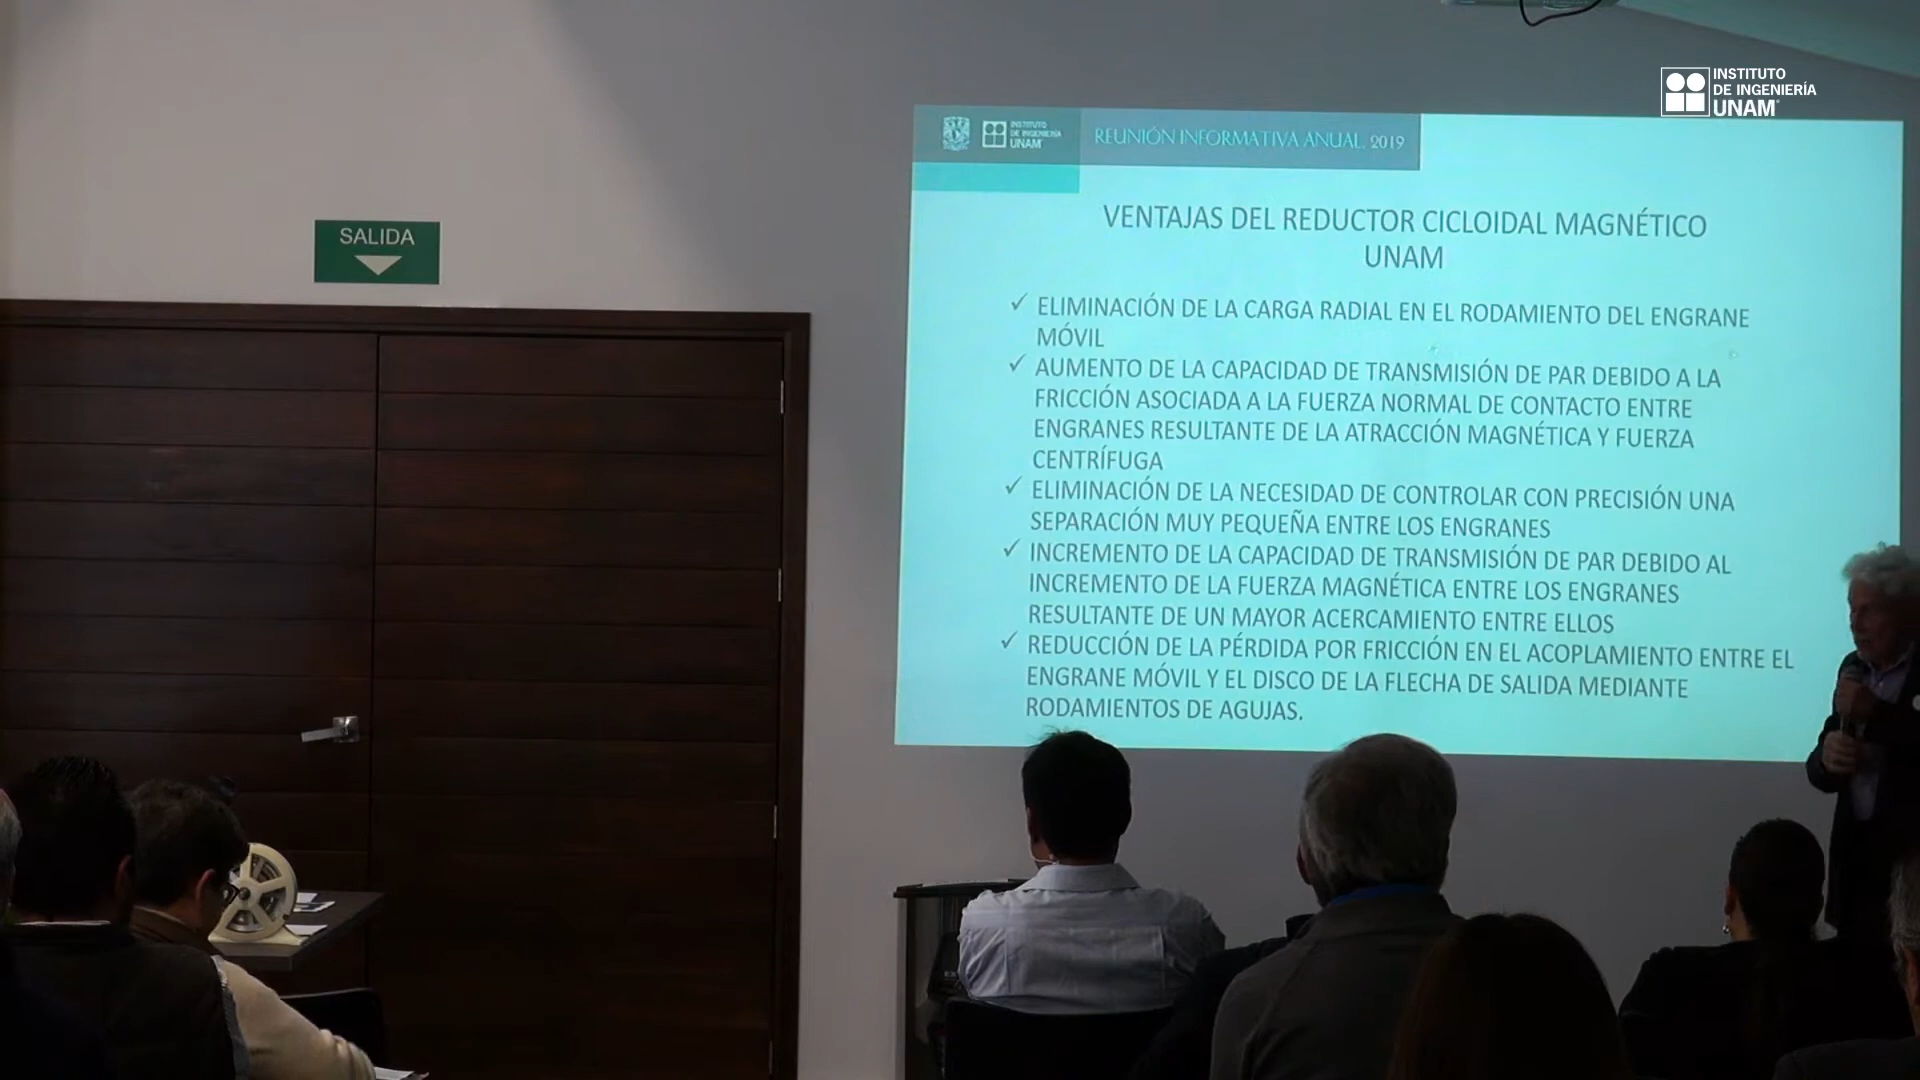 INSTITUTO
DE INGENIERÍA
UNAM
INSTITUTO
DE INGENIERÍA
UNAM
REUNIÓN INFORMATIVA ANUAL, 2019
SALIDA
VENTAJAS DEL REDUCTOR CICLOIDAL MAGNÉTICO
UNAM
✓ ELIMINACIÓN DE LA CARGA RADIAL EN EL RODAMIENTO DEL ENGRANE
MÓVIL
✓ AUMENTO DE LA CAPACIDAD DE TRANSMISIÓN DE PAR DEBIDO A LA
FRICCIÓN ASOCIADA A LA FUERZA NORMAL DE CONTACTO ENTRE
ENGRANES RESULTANTE DE LA ATRACCIÓN MAGNÉTICA Y FUERZA
CENTRÍFUGA
✓ ELIMINACIÓN DE LA NECESIDAD DE CONTROLAR CON PRECISIÓN UNA
SEPARACIÓN MUY PEQUEÑA ENTRE LOS ENGRANES
✓ INCREMENTO DE LA CAPACIDAD DE TRANSMISIÓN DE PAR DEBIDO AL
INCREMENTO DE LA FUERZA MAGNÉTICA ENTRE LOS ENGRANES
RESULTANTE DE UN MAYOR ACERCAMIENTO ENTRE ELLOS
✓ REDUCCIÓN DE LA PÉRDIDA POR FRICCIÓN EN EL ACOPLAMIENTO ENTRE EL
ENGRANE MÓVIL Y EL DISCO DE LA FLECHA DE SALIDA MEDIANTE
RODAMIENTOS DE AGUJAS.